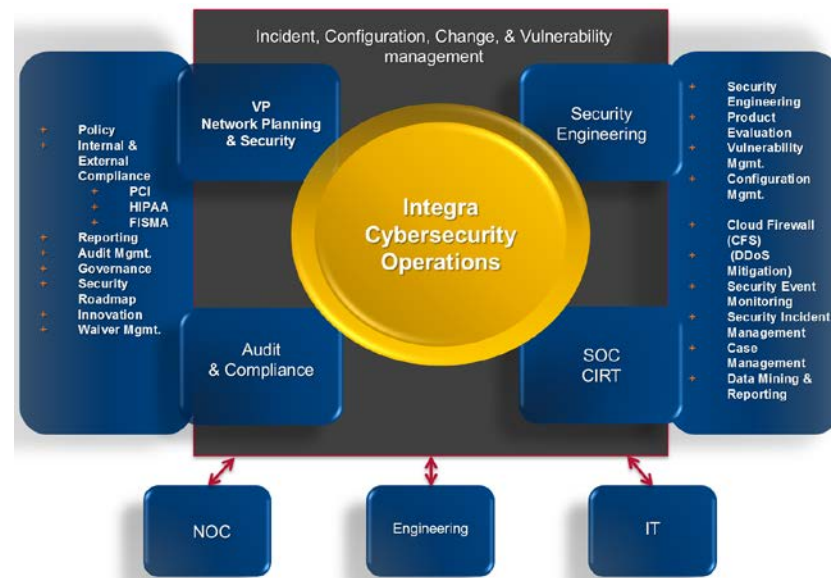 Incident, Configuration, Change, & Vulnerability
management
VP
Network Planning
& Security
Security
Engineering
+ Policy
+ Internal &
External
Compliance
+ PCI
+ HIPAA
+ FISMA
+ Reporting
+ Audit Mgmt.
+ Governance
+ Security
Roadmap
+ Innovation
+ Waiver Mgmt.
Integra
Cybersecurity
Operations
+ Security
Engineering
+ Product
Evaluation
+ Vulnerability
Mgmt.
+ Configuration
Mgmt.
+ Cloud Firewall
(CFS)
+ (DDoS
Mitigation)
+ Security Event
Monitoring
+ Security Incident
Management
+ Case
Management
+ Data Mining &
Reporting
Audit
& Compliance
SOC
CIRT
NOC
Engineering
IT